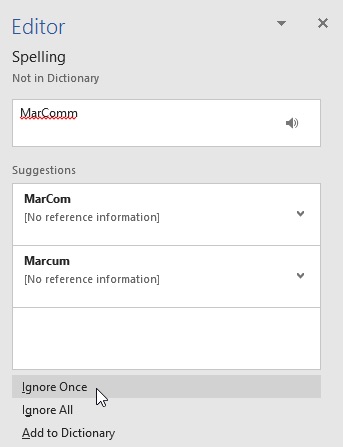 Editor
Spelling
Not in Dictionary
MarComm
Suggestions
MarCom
[No reference information]
Marcum
[No reference information]
Ignore Once
Ignore All
Add to Dictionary